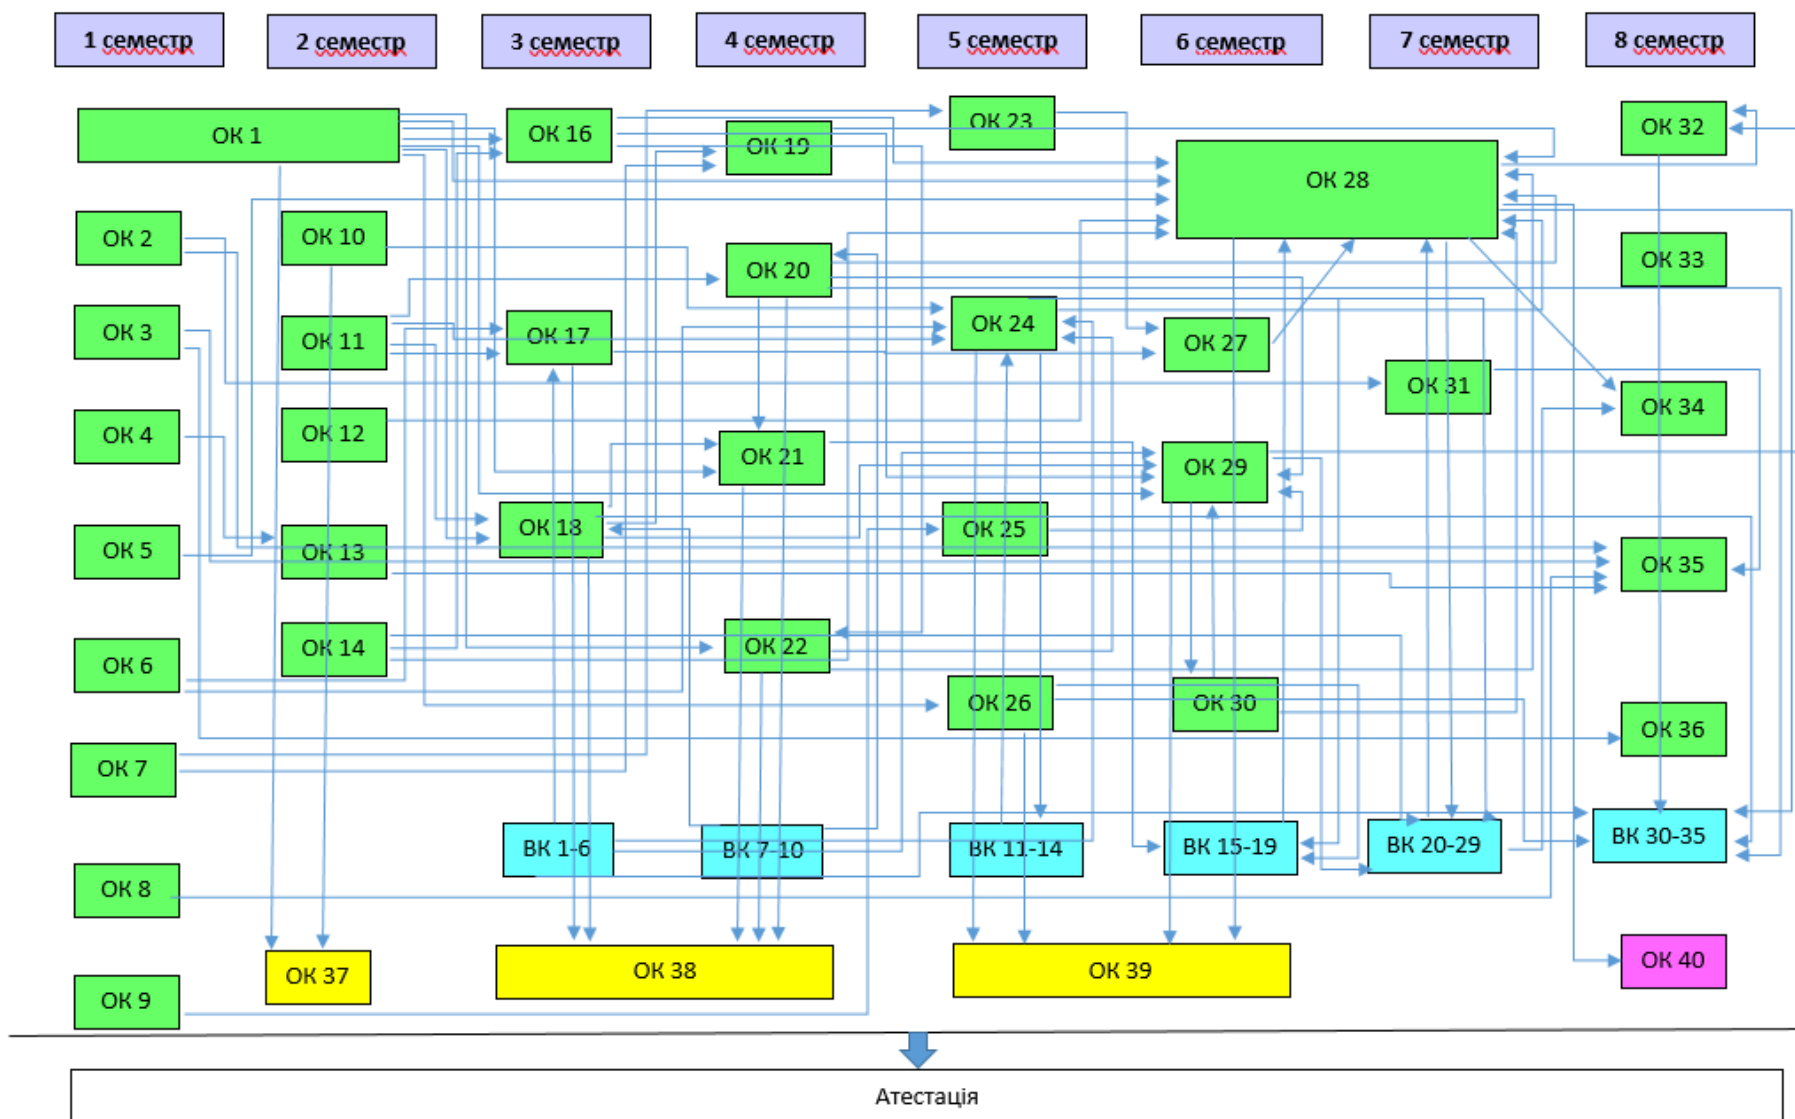 1 семестр
2 семестр
3 семестр
4 семестр
5 семестр
6 семестр
7 семестр
8 семестр
ОК 1
ОК 2
ОК 3
ОК 4
ОК 5
ОК 6
ОК 7
ОК 8
ОК 9
ОК 10
ОК 11
ОК 12
ОК 13
ОК 14
ОК 37
ОК 16
ОК 17
ОК 18
ВК 1-6
ОК 38
ОК 19
ОК 20
ОК 21
ОК 22
ВК 7-10
ОК 23
ОК 24
ОК 25
ОК 26
ВК 11-14
ОК 39
ОК 28
ОК 27
ОК 29
ОК 30
ВК 15-19
ОК 31
ВК 20-29
ОК 32
ОК 33
ОК 34
ОК 35
ОК 36
ВК 30-35
ОК 40
Атестація